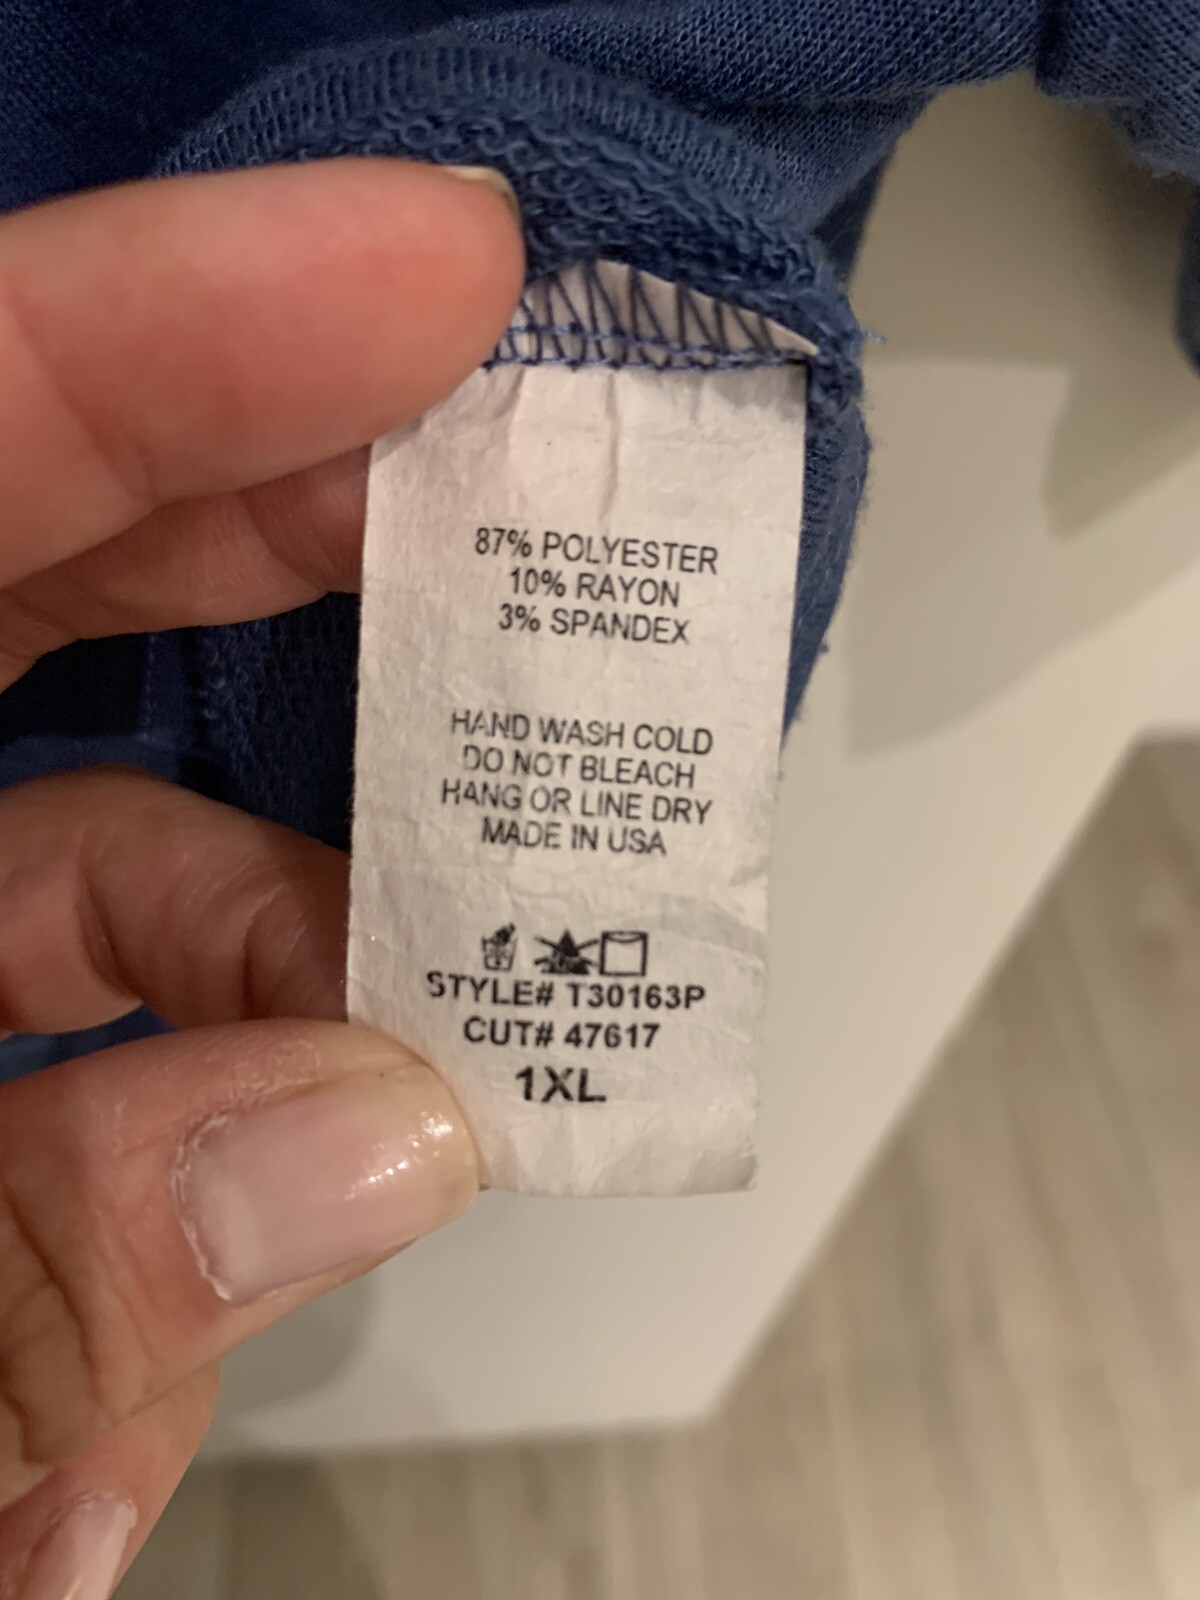 87% POLYESTER
10% RAYON
3% SPANDEX
HAND WASH COLD
DO NOT BLEACH
HANG OR LINE DRY
MADE IN USA
STYLE# T30163P
CUT# 47617
1XL